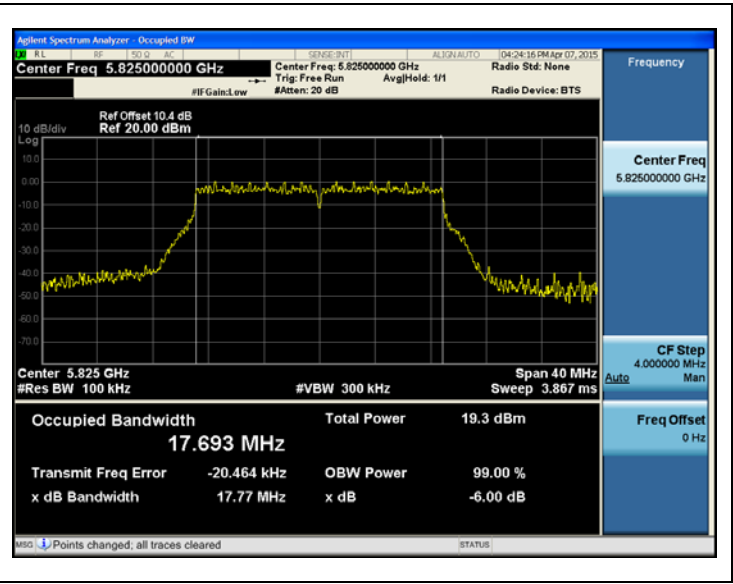 Agilent Spectrum Analyzer - Occupied BW
RL RF 50 Ω AC SENSE:INT ALIGNAUTO 04:24:16 PM Apr 07, 2015
Center Freq 5.825000000 GHz
Center Freq: 5.825000000 GHz
Radio Std: None
Trig: Free Run Avg|Hold: 1/1
#IFGain:Low
#Atten: 20 dB
Radio Device: BTS
Frequency
Ref Offset 10.4 dB
10 dB/div Ref 20.00 dBm
Log
10.0
0.00
-10.0
-20.0
-30.0
-40.0
-50.0
-60.0
-70.0
Center Freq
5.825000000 GHz
Center 5.825 GHz Span 40 MHz
#Res BW 100 kHz #VBW 300 kHz Sweep 3.867 ms
CF Step
4.000000 MHz
Auto Man
Occupied Bandwidth Total Power 19.3 dBm
17.693 MHz
Transmit Freq Error -20.464 kHz OBW Power 99.00 %
x dB Bandwidth 17.77 MHz x dB -6.00 dB
Freq Offset
0 Hz
MSG Points changed; all traces cleared STATUS